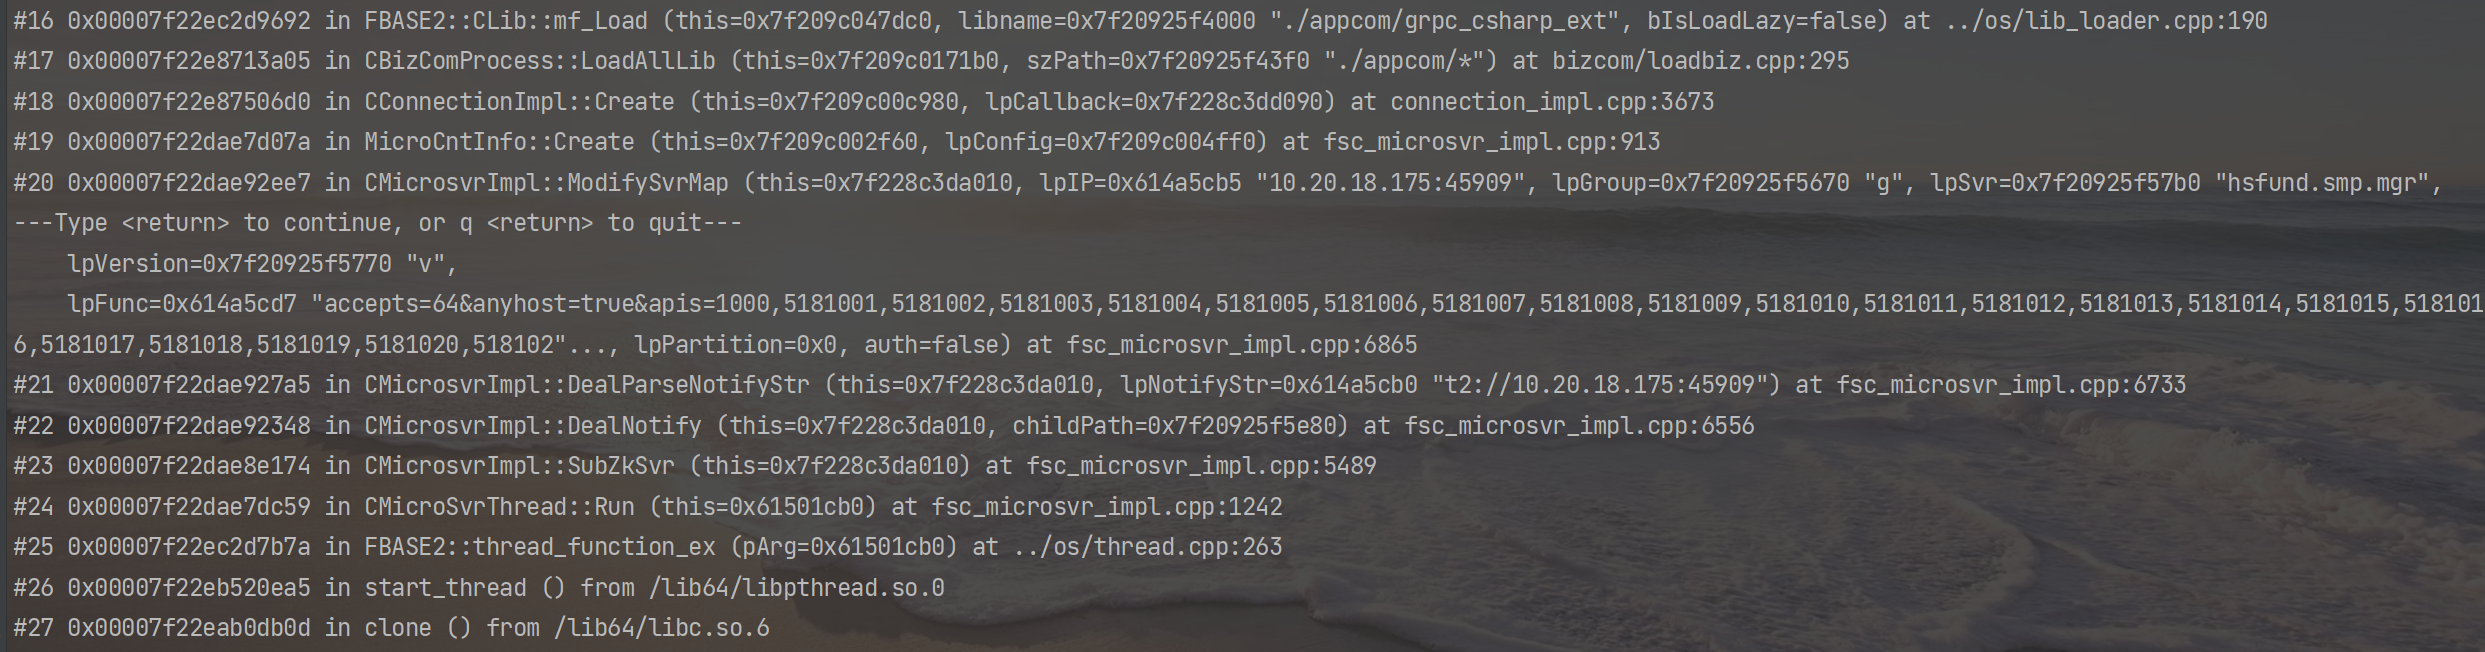 #16 0x00007f22ec2d9692 in FBASE2::CLib::mf_Load (this=0x7f209c047dc0, libname=0x7f20925f4000 "./appcom/grpc_csharp_ext", bIsLoadLazy=false) at ../os/lib_loader.cpp:190
#17 0x00007f22e8713a05 in CBizComProcess::LoadAllLib (this=0x7f209c0171b0, szPath=0x7f20925f43f0 "./appcom/*") at bizcom/loadbiz.cpp:295
#18 0x00007f22e87506d0 in CConnectionImpl::Create (this=0x7f209c00c980, lpCallback=0x7f228c3dd090) at connection_impl.cpp:3673
#19 0x00007f22dae7d07a in MicroCntInfo::Create (this=0x7f209c002f60, lpConfig=0x7f209c004ff0) at fsc_microsvr_impl.cpp:913
#20 0x00007f22dae92ee7 in CMicrosvrImpl::ModifySvrMap (this=0x7f228c3da010, lpIP=0x614a5cb5 "10.20.18.175:45909", lpGroup=0x7f20925f5670 "g", lpSvr=0x7f20925f57b0 "hsfund.smp.mgr",
---Type <return> to continue, or q <return> to quit---
    lpVersion=0x7f20925f5770 "v",
    lpFunc=0x614a5cd7 "accepts=64&anyhost=true&apis=1000,5181001,5181002,5181003,5181004,5181005,5181006,5181007,5181008,5181009,5181010,5181011,5181012,5181013,5181014,5181015,518101
6,5181017,5181018,5181019,5181020,518102"..., lpPartition=0x0, auth=false) at fsc_microsvr_impl.cpp:6865
#21 0x00007f22dae927a5 in CMicrosvrImpl::DealParseNotifyStr (this=0x7f228c3da010, lpNotifyStr=0x614a5cb0 "t2://10.20.18.175:45909") at fsc_microsvr_impl.cpp:6733
#22 0x00007f22dae92348 in CMicrosvrImpl::DealNotify (this=0x7f228c3da010, childPath=0x7f20925f5e80) at fsc_microsvr_impl.cpp:6556
#23 0x00007f22dae8e174 in CMicrosvrImpl::SubZkSvr (this=0x7f228c3da010) at fsc_microsvr_impl.cpp:5489
#24 0x00007f22dae7dc59 in CMicroSvrThread::Run (this=0x61501cb0) at fsc_microsvr_impl.cpp:1242
#25 0x00007f22ec2d7b7a in FBASE2::thread_function_ex (pArg=0x61501cb0) at ../os/thread.cpp:263
#26 0x00007f22eb520ea5 in start_thread () from /lib64/libpthread.so.0
#27 0x00007f22eab0db0d in clone () from /lib64/libc.so.6